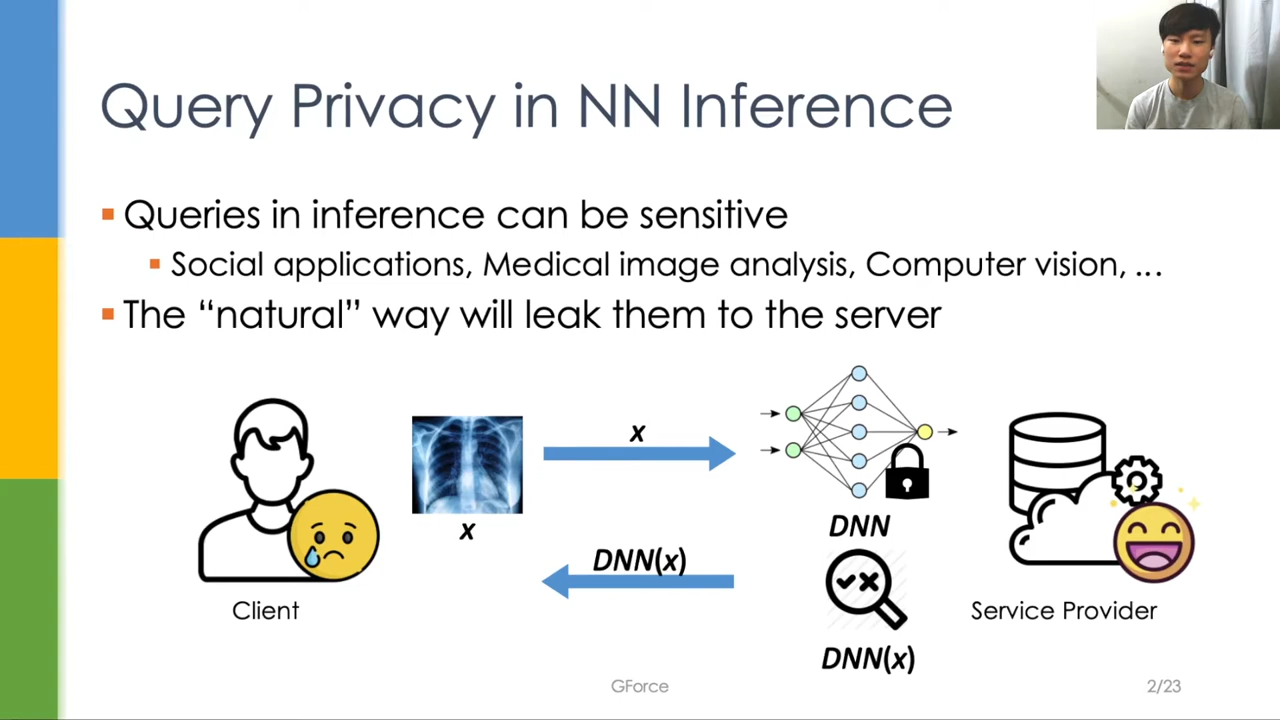 Query Privacy in NN Inference
Queries in inference can be sensitive
Social applications, Medical image analysis, Computer vision, ...
The “natural” way will leak them to the server
x
x
DNN
DNN(x)
Client
Service Provider
DNN(x)
GForce
2/23